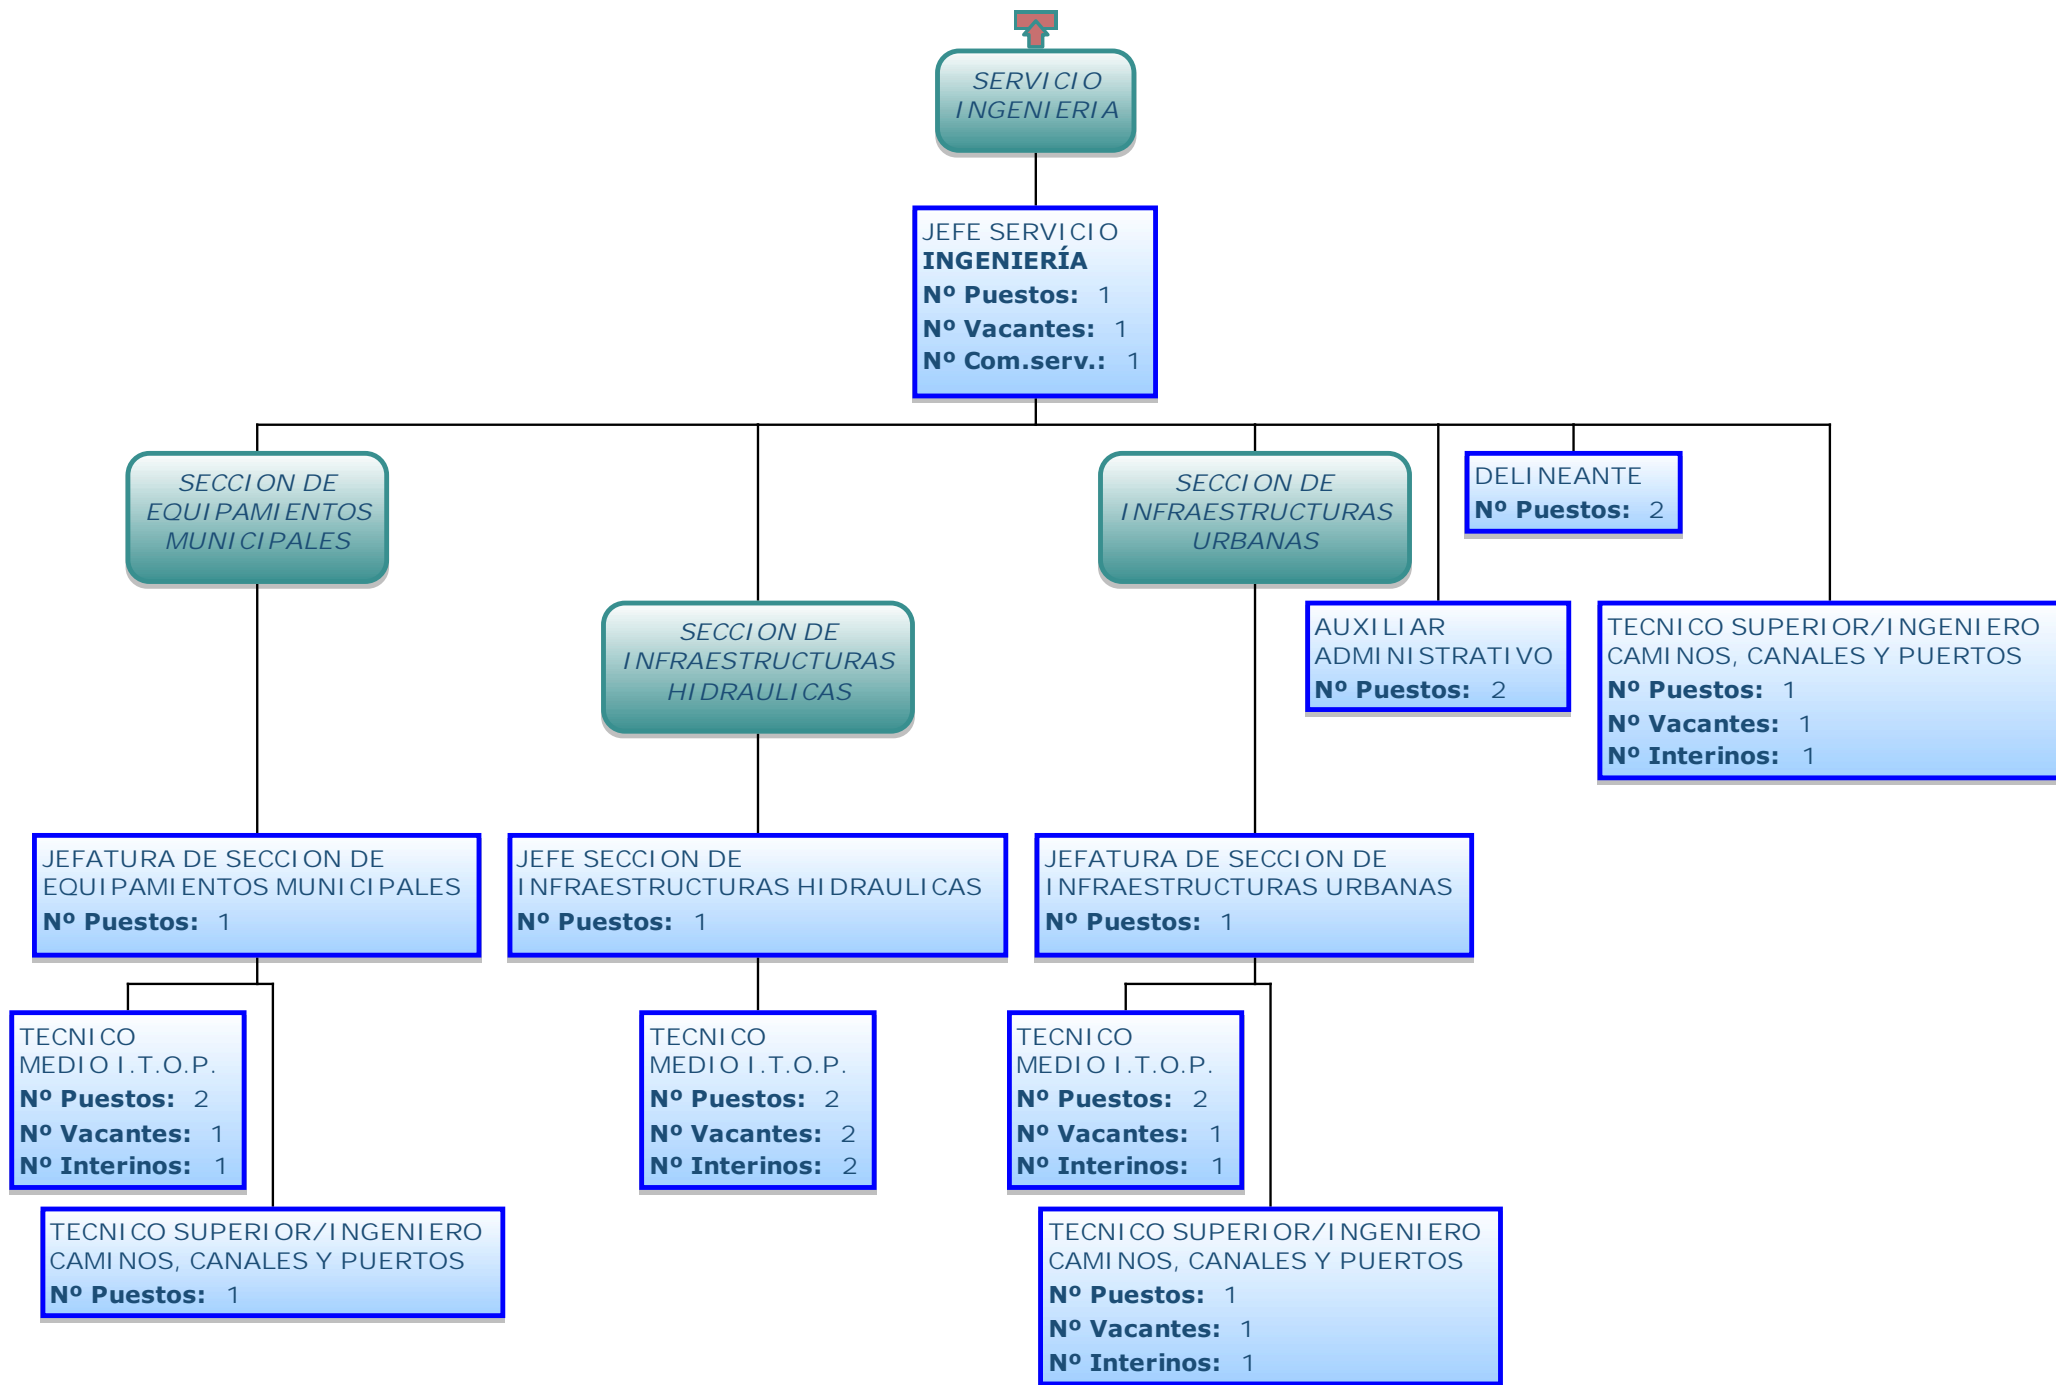 SERVICIO
INGENIERIA
JEFE SERVICIO
INGENIERÍA
Nº Puestos: 1
Nº Vacantes: 1
Nº Com.serv.: 1
SECCION DE
EQUIPAMIENTOS
MUNICIPALES
SECCION DE
INFRAESTRUCTURAS
HIDRAULICAS
SECCION DE
INFRAESTRUCTURAS
URBANAS
DELINEANTE
Nº Puestos: 2
AUXILIAR
ADMINISTRATIVO
Nº Puestos: 2
TECNICO SUPERIOR/INGENIERO
CAMINOS, CANALES Y PUERTOS
Nº Puestos: 1
Nº Vacantes: 1
Nº Interinos: 1
JEFATURA DE SECCION DE
EQUIPAMIENTOS MUNICIPALES
Nº Puestos: 1
JEFE SECCION DE
INFRAESTRUCTURAS HIDRAULICAS
Nº Puestos: 1
JEFATURA DE SECCION DE
INFRAESTRUCTURAS URBANAS
Nº Puestos: 1
TECNICO
MEDIO I.T.O.P.
Nº Puestos: 2
Nº Vacantes: 1
Nº Interinos: 1
TECNICO SUPERIOR/INGENIERO
CAMINOS, CANALES Y PUERTOS
Nº Puestos: 1
TECNICO
MEDIO I.T.O.P.
Nº Puestos: 2
Nº Vacantes: 2
Nº Interinos: 2
TECNICO
MEDIO I.T.O.P.
Nº Puestos: 2
Nº Vacantes: 1
Nº Interinos: 1
TECNICO SUPERIOR/INGENIERO
CAMINOS, CANALES Y PUERTOS
Nº Puestos: 1
Nº Vacantes: 1
Nº Interinos: 1